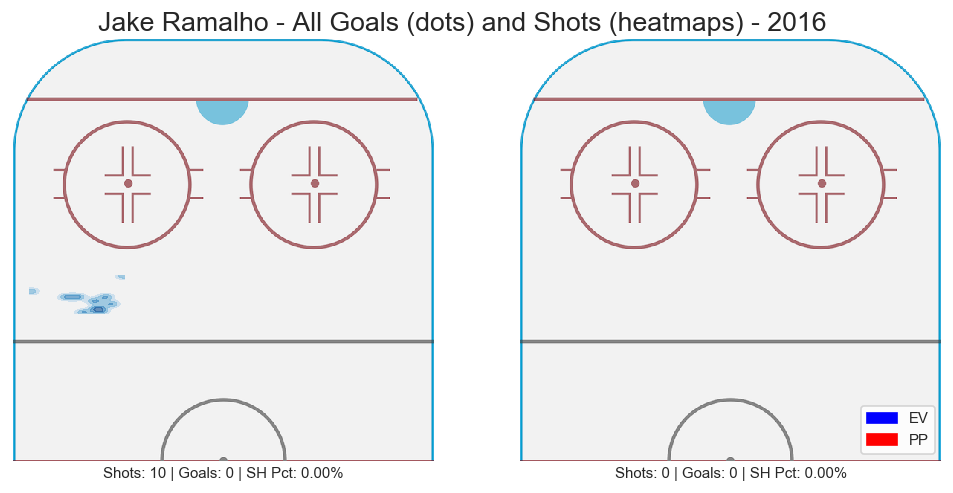 Jake Ramalho - All Goals (dots) and Shots (heatmaps) - 2016
EV
PP
Shots: 10 | Goals: 0 | SH Pct: 0.00%
Shots: 0 | Goals: 0 | SH Pct: 0.00%